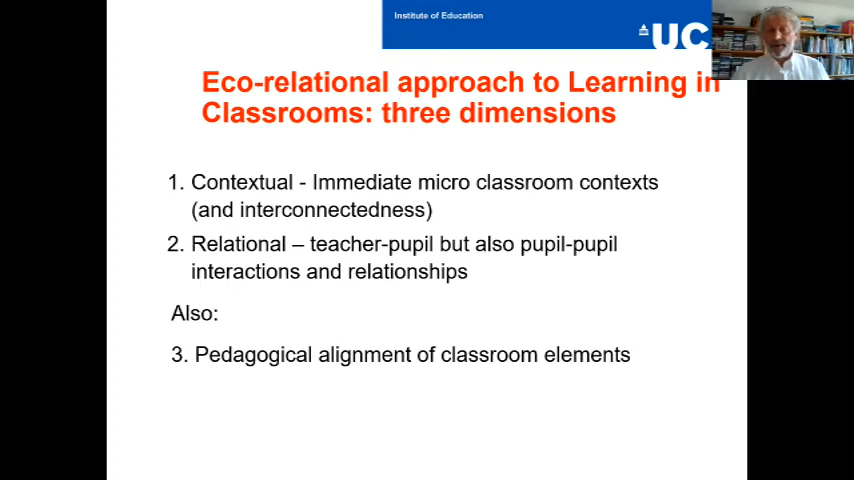 Institute of Education
UC
Eco-relational approach to Learning in
Classrooms: three dimensions
1. Contextual - Immediate micro classroom contexts
(and interconnectedness)
2. Relational – teacher-pupil but also pupil-pupil
interactions and relationships
Also:
3. Pedagogical alignment of classroom elements